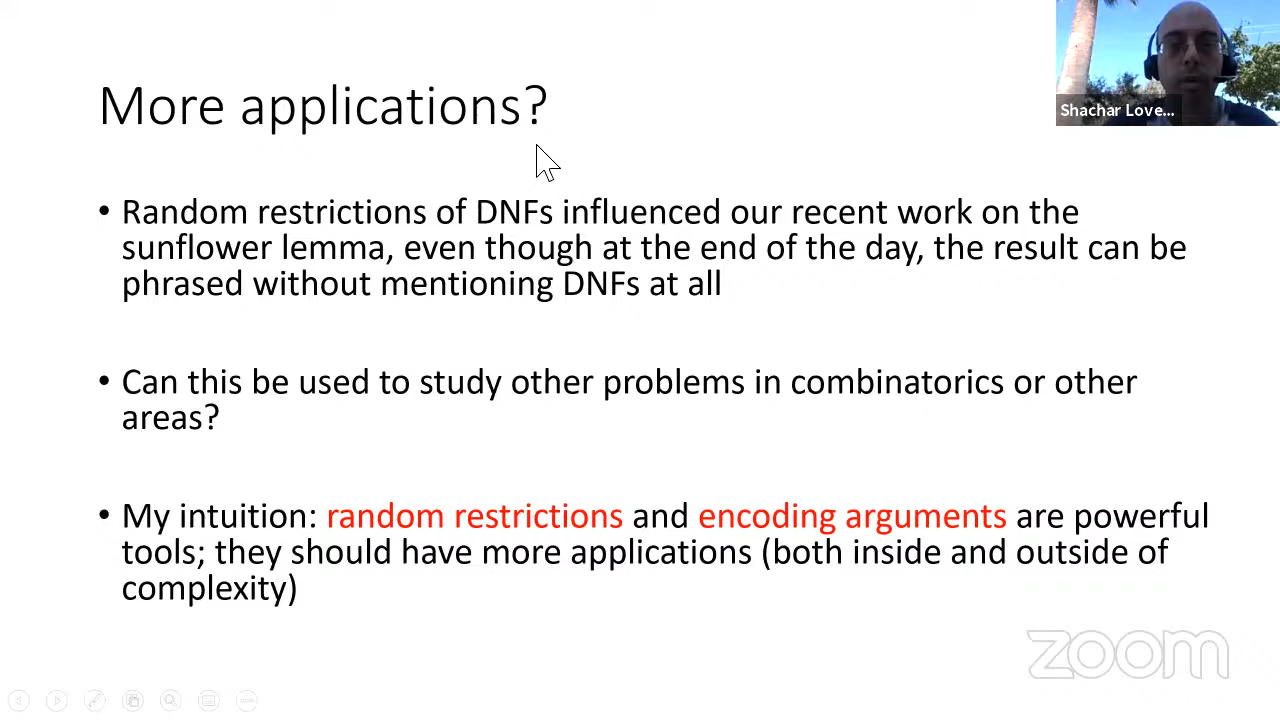 More applications?
Shachar Love...
• Random restrictions of DNFs influenced our recent work on the
sunflower lemma, even though at the end of the day, the result can be
phrased without mentioning DNFs at all
• Can this be used to study other problems in combinatorics or other
areas?
• My intuition: random restrictions and encoding arguments are powerful
tools; they should have more applications (both inside and outside of
complexity)
zoom